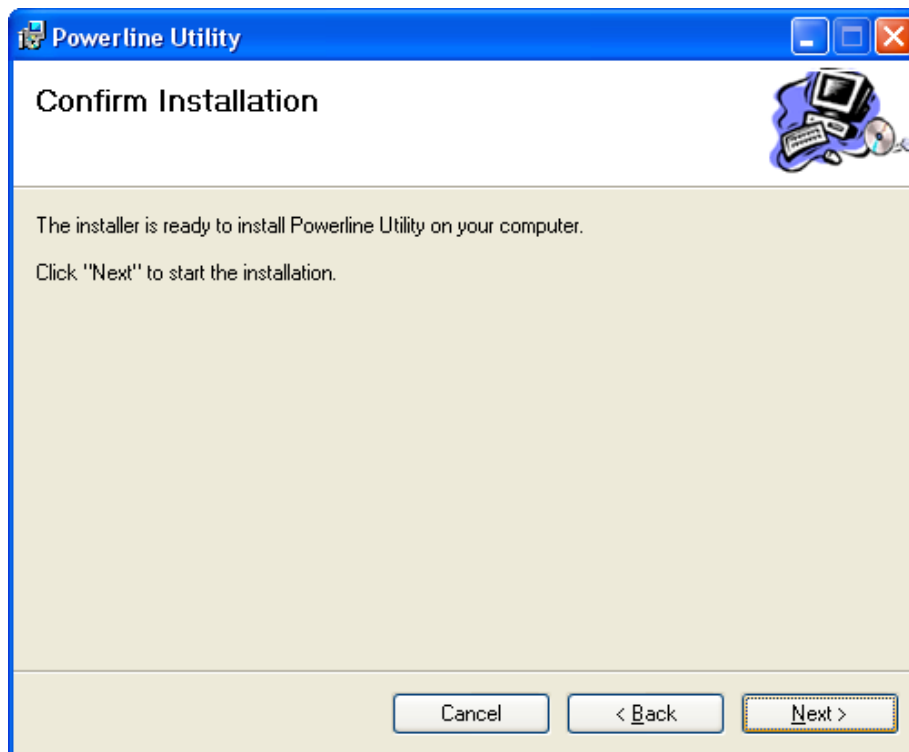 Powerline Utility
Confirm Installation
The installer is ready to install Powerline Utility on your computer.
Click "Next" to start the installation.
Cancel
< Back
Next >